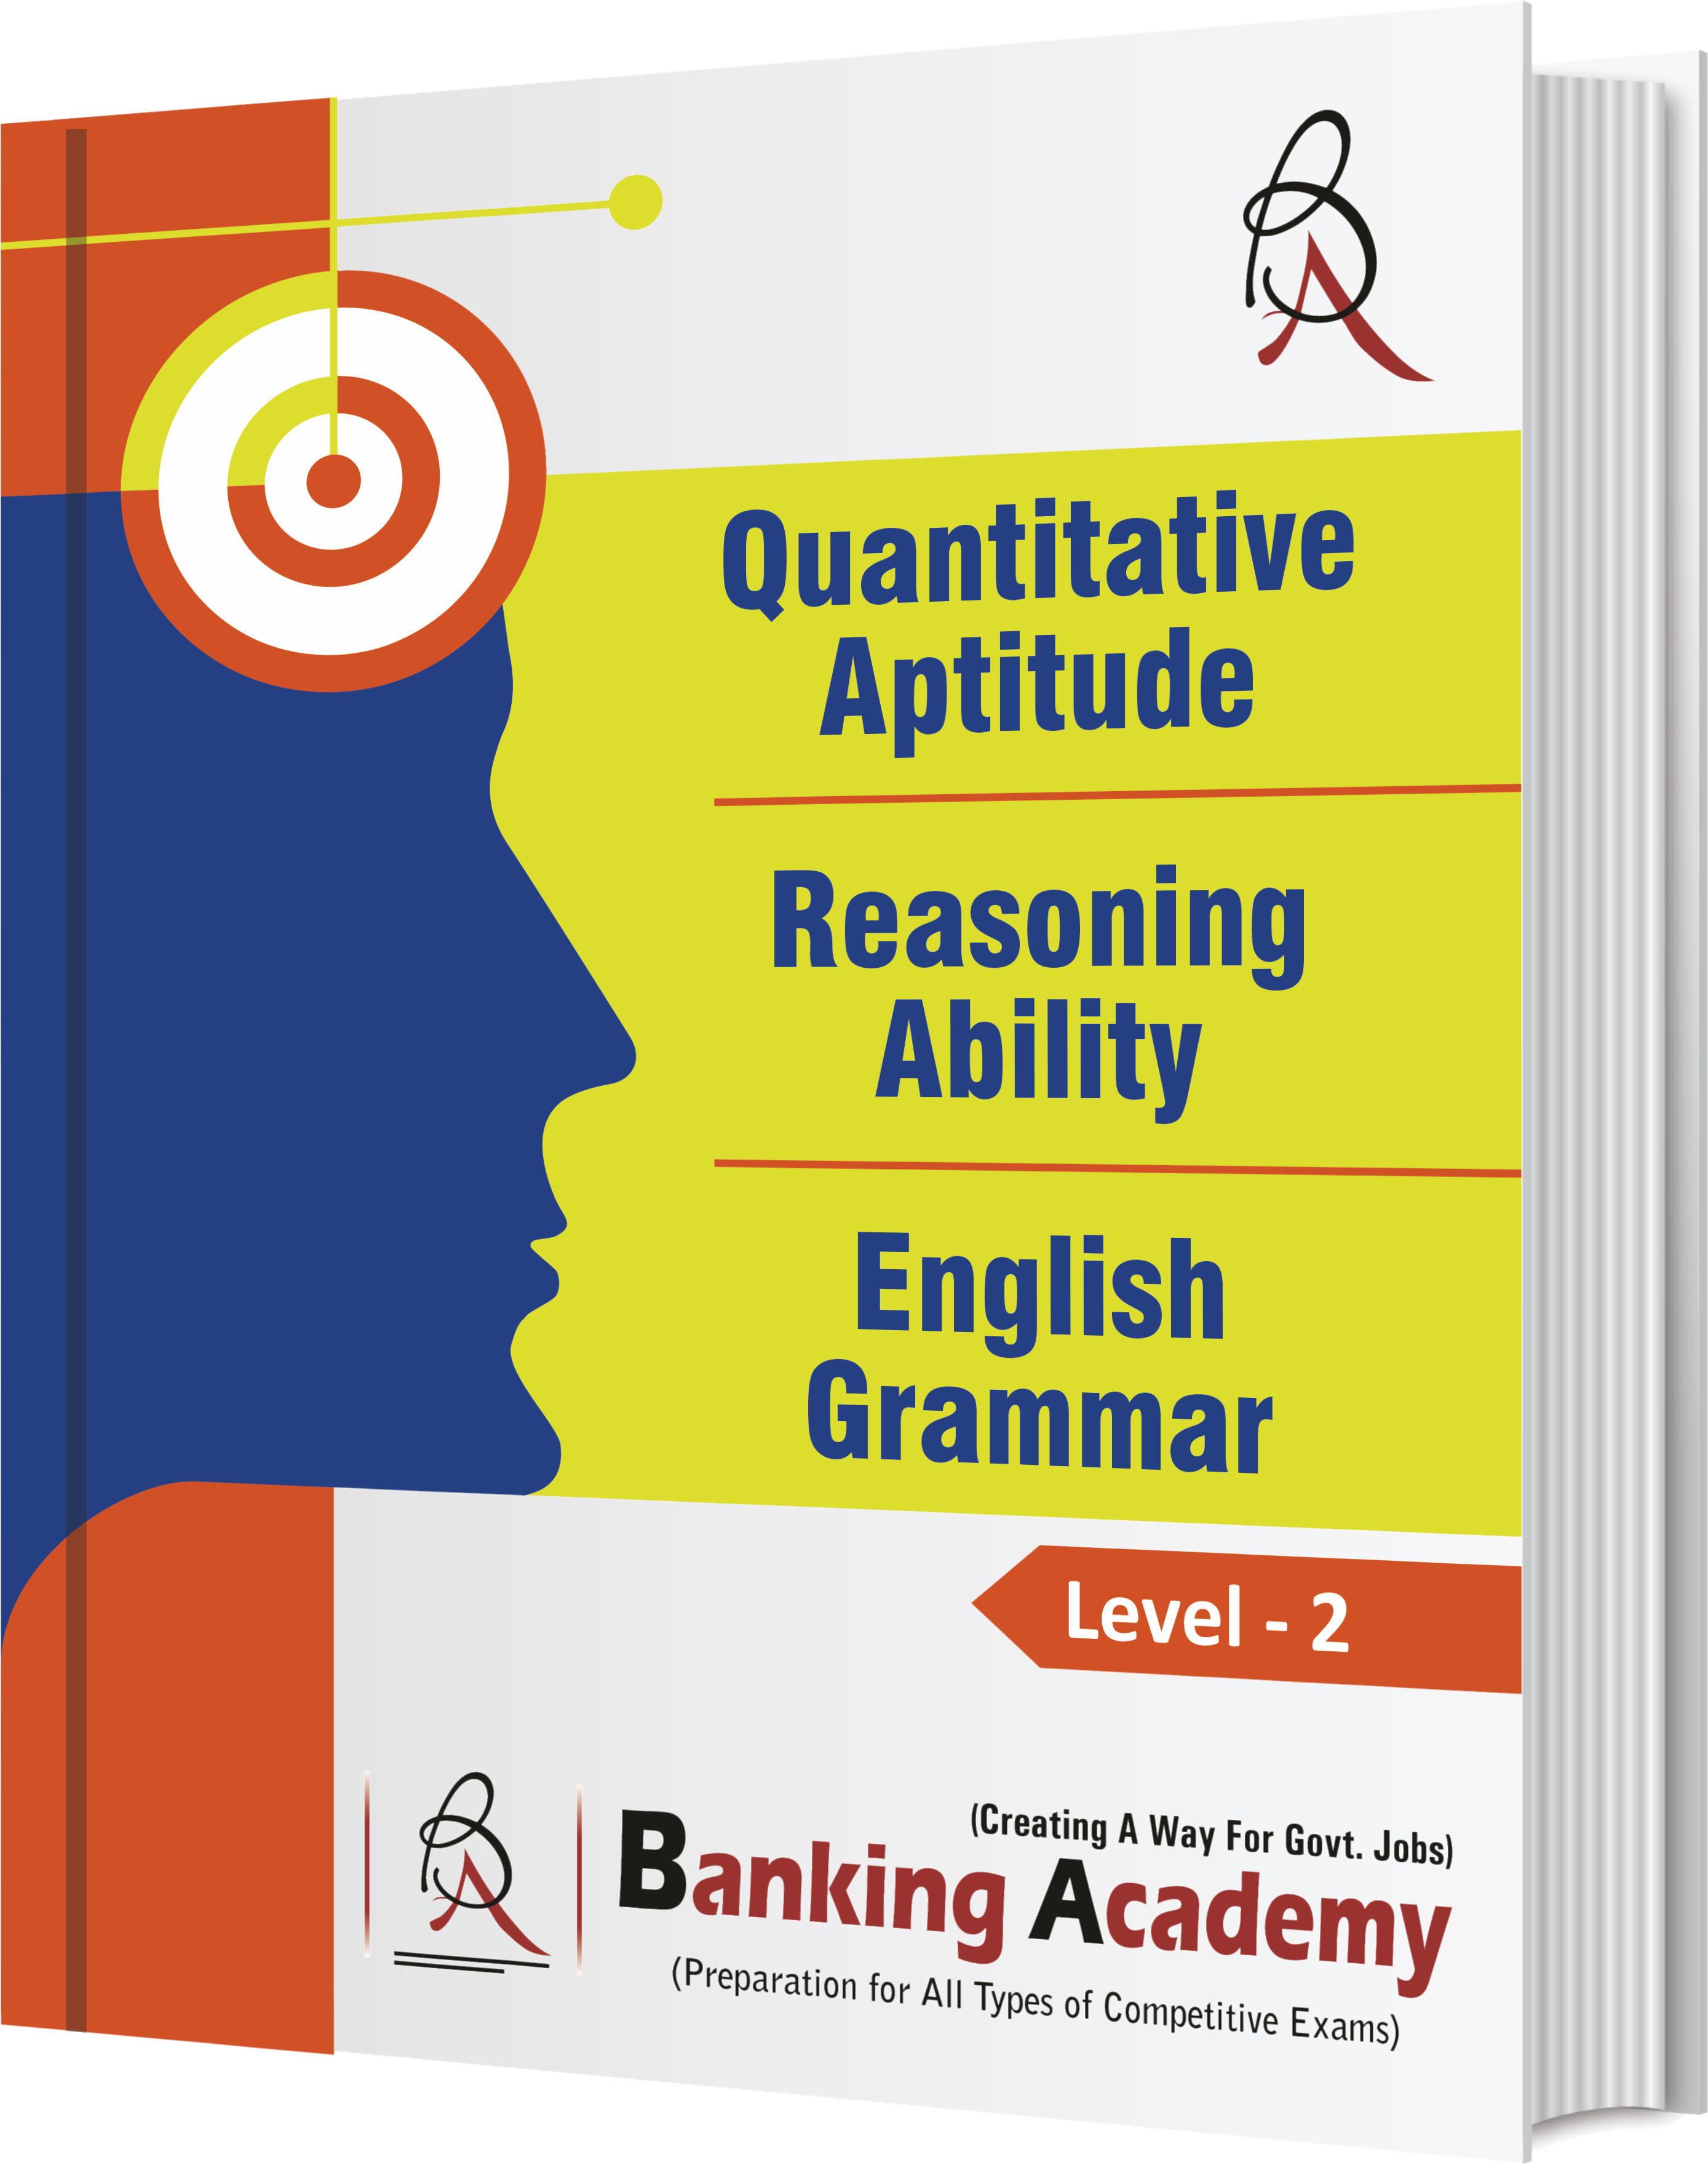 Quantitative
Aptitude
Reasoning
Ability
English
Grammar
Level - 2
(Creating A Way For Govt. Jobs)
Banking Academy
(Preparation for All Types of Competitive Exams)